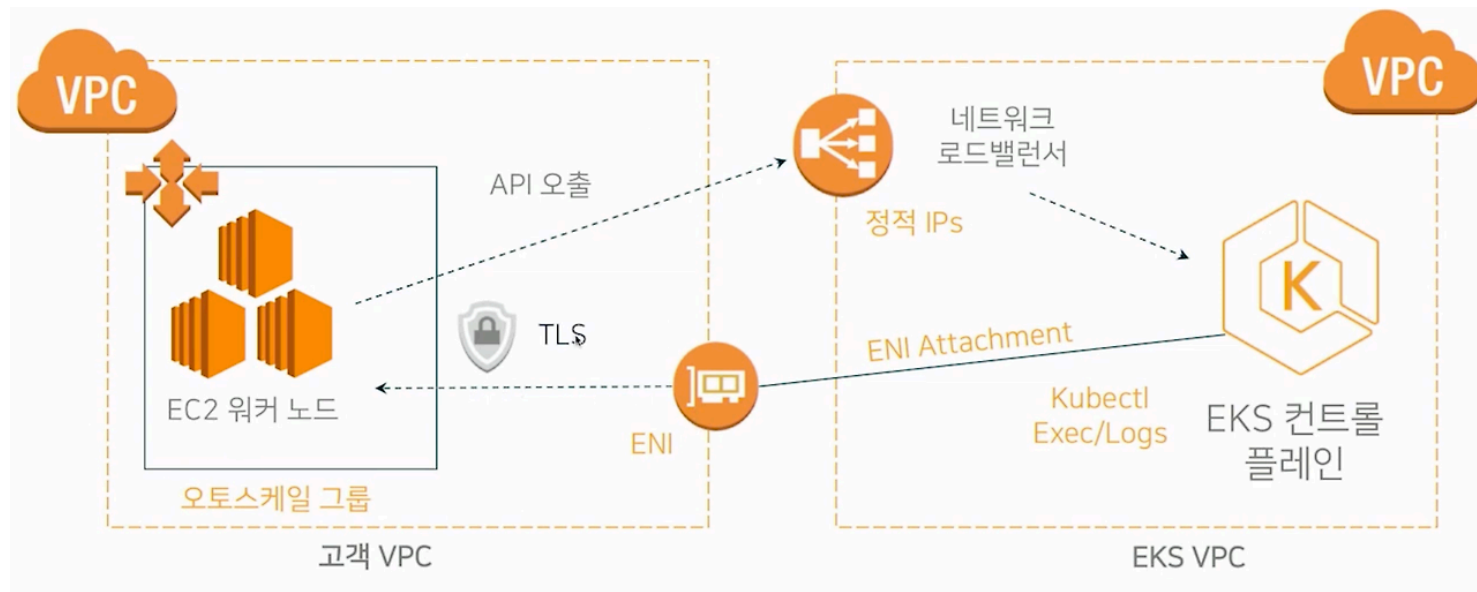 VPC
VPC
네트워크
로드밸런서
API 오출
정적 IPs
K
TLS
ENI Attachment
EC2 워커 노드
ENI
Kubectl
Exec/Logs
EKS 컨트롤
플레인
오토스케일 그룹
고객 VPC
EKS VPC